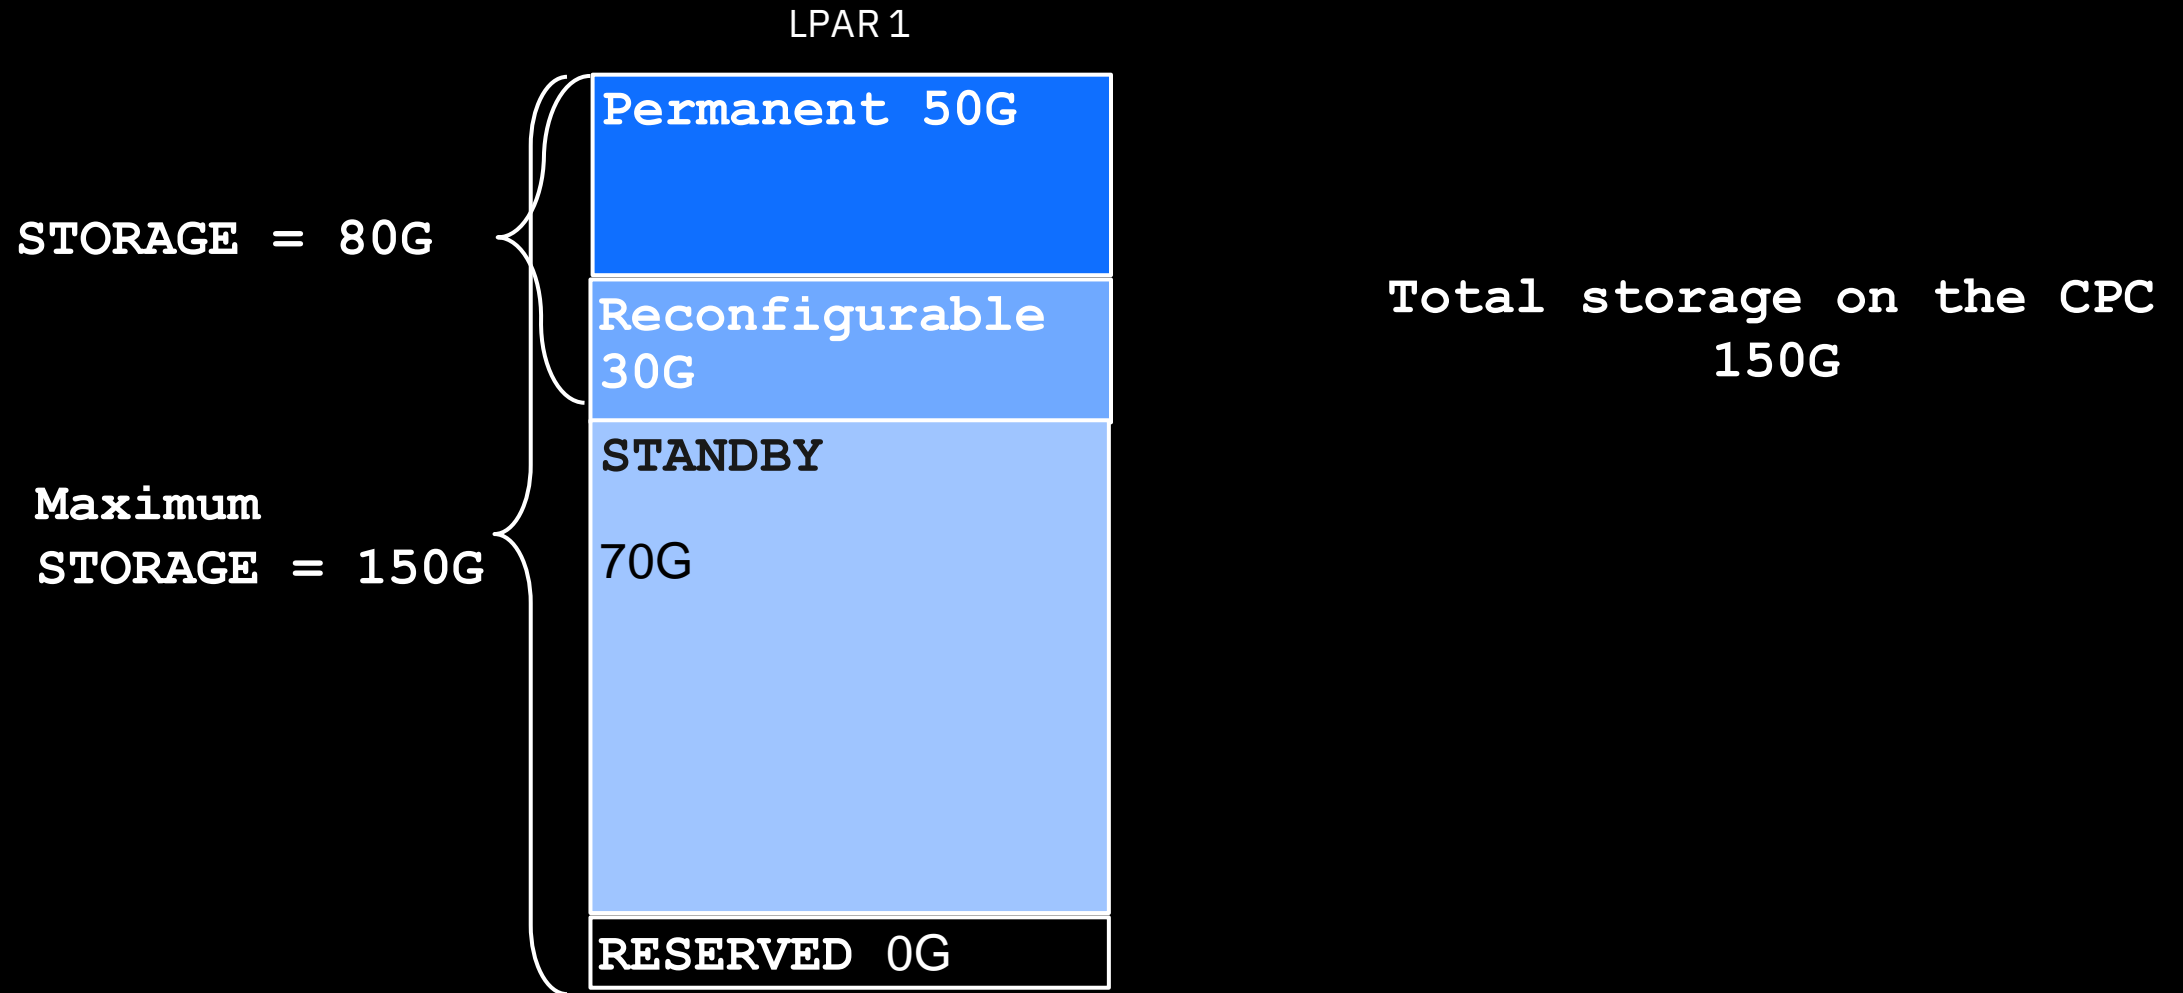 LPAR 1
Permanent 50G
STORAGE = 80G
Reconfigurable
30G
Total storage on the CPC
150G
STANDBY
70G
Maximum
STORAGE = 150G
RESERVED 0G